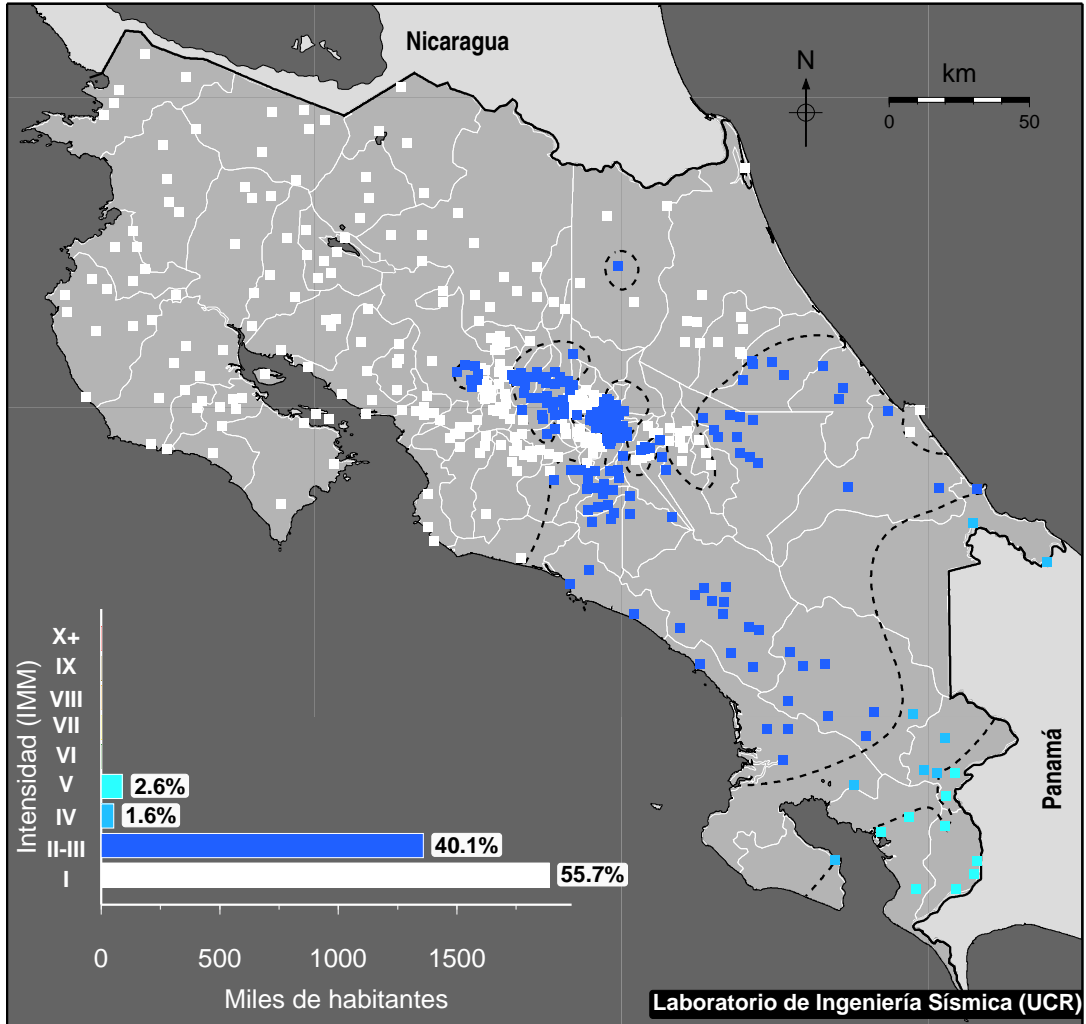 Nicaragua
N
km
0 50
Panamá
Intensidad (IMM)
X+
IX
VIII
VII
VI
V 2.6%
IV 1.6%
II-III 40.1%
I 55.7%
0 500 1000 1500
Miles de habitantes
Laboratorio de Ingeniería Sísmica (UCR)